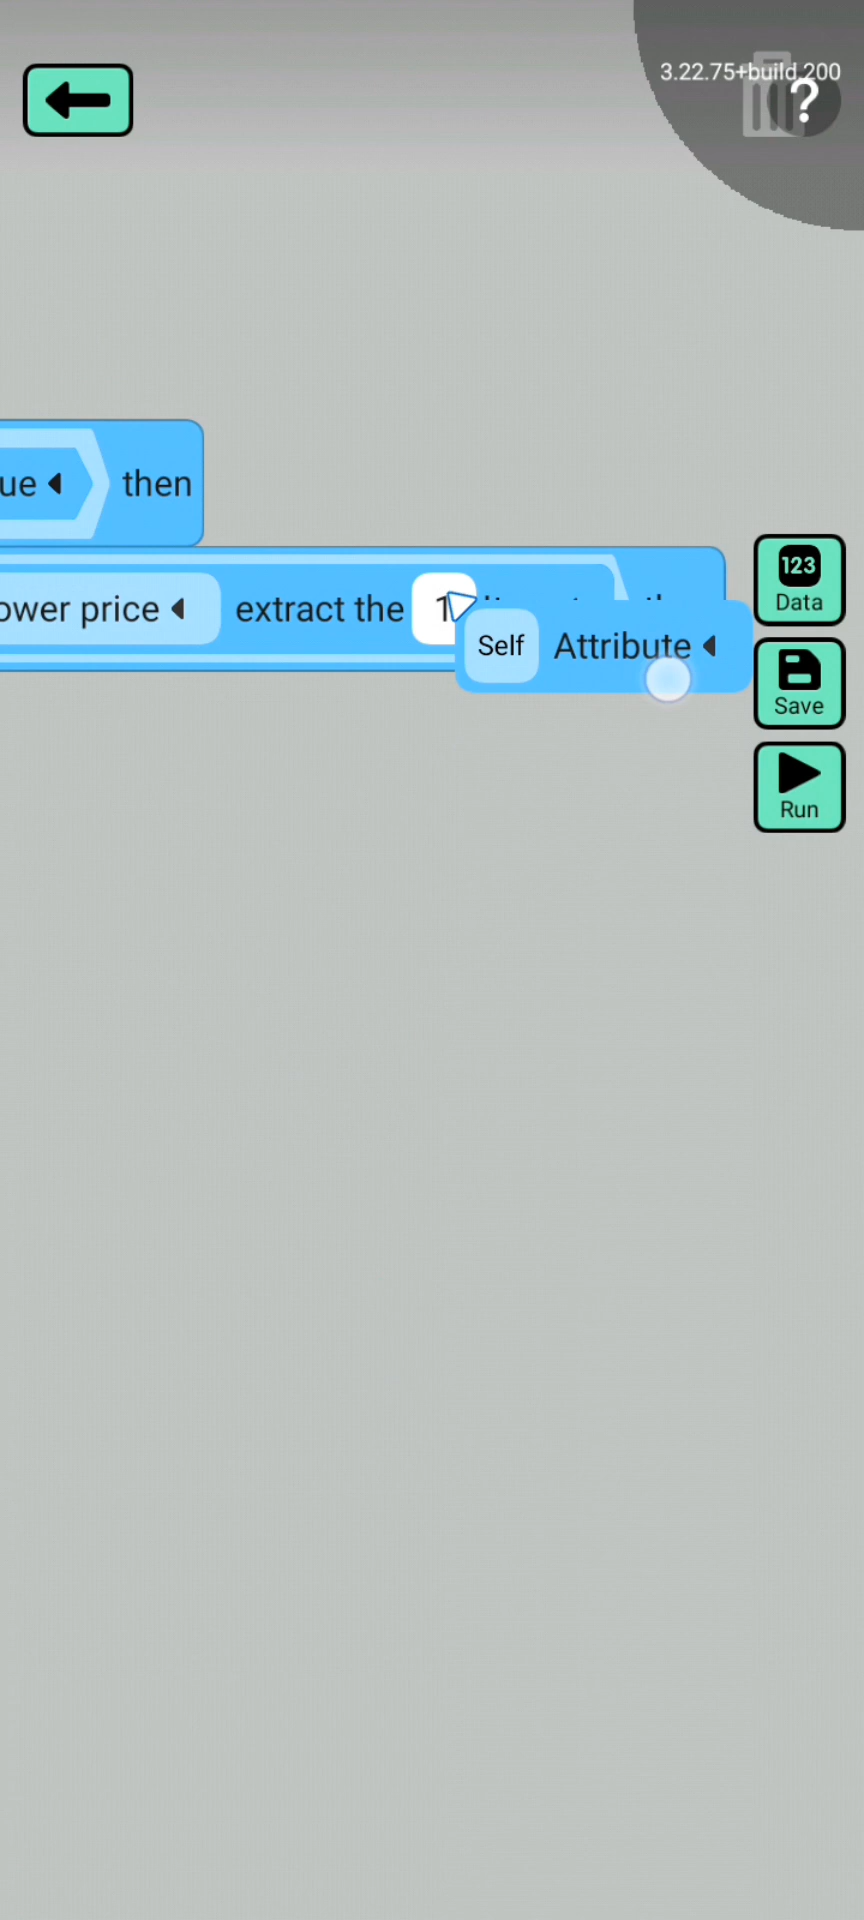 3.22.75+build.200
?
ue then
ower price extract the 1
Self Attribute
123
Data
Save
Run